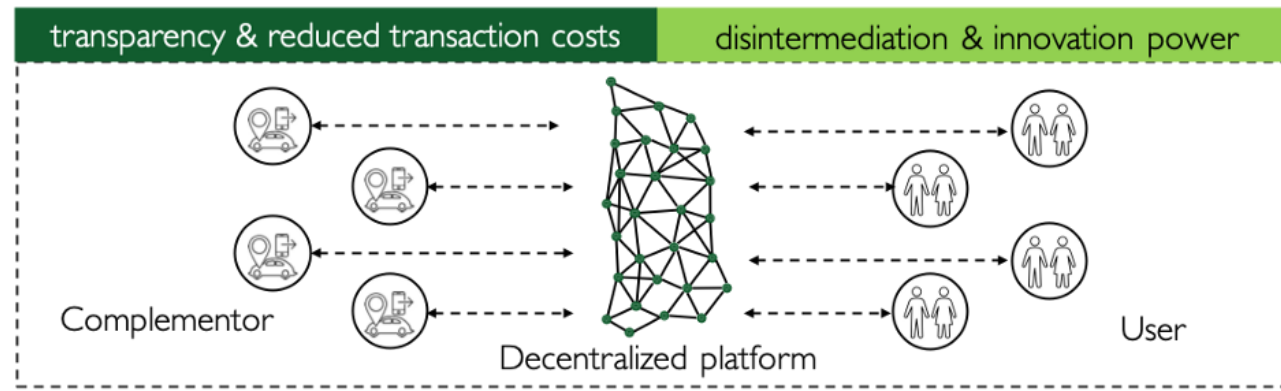 transparency & reduced transaction costs
disintermediation & innovation power
Complementor
Decentralized platform
User